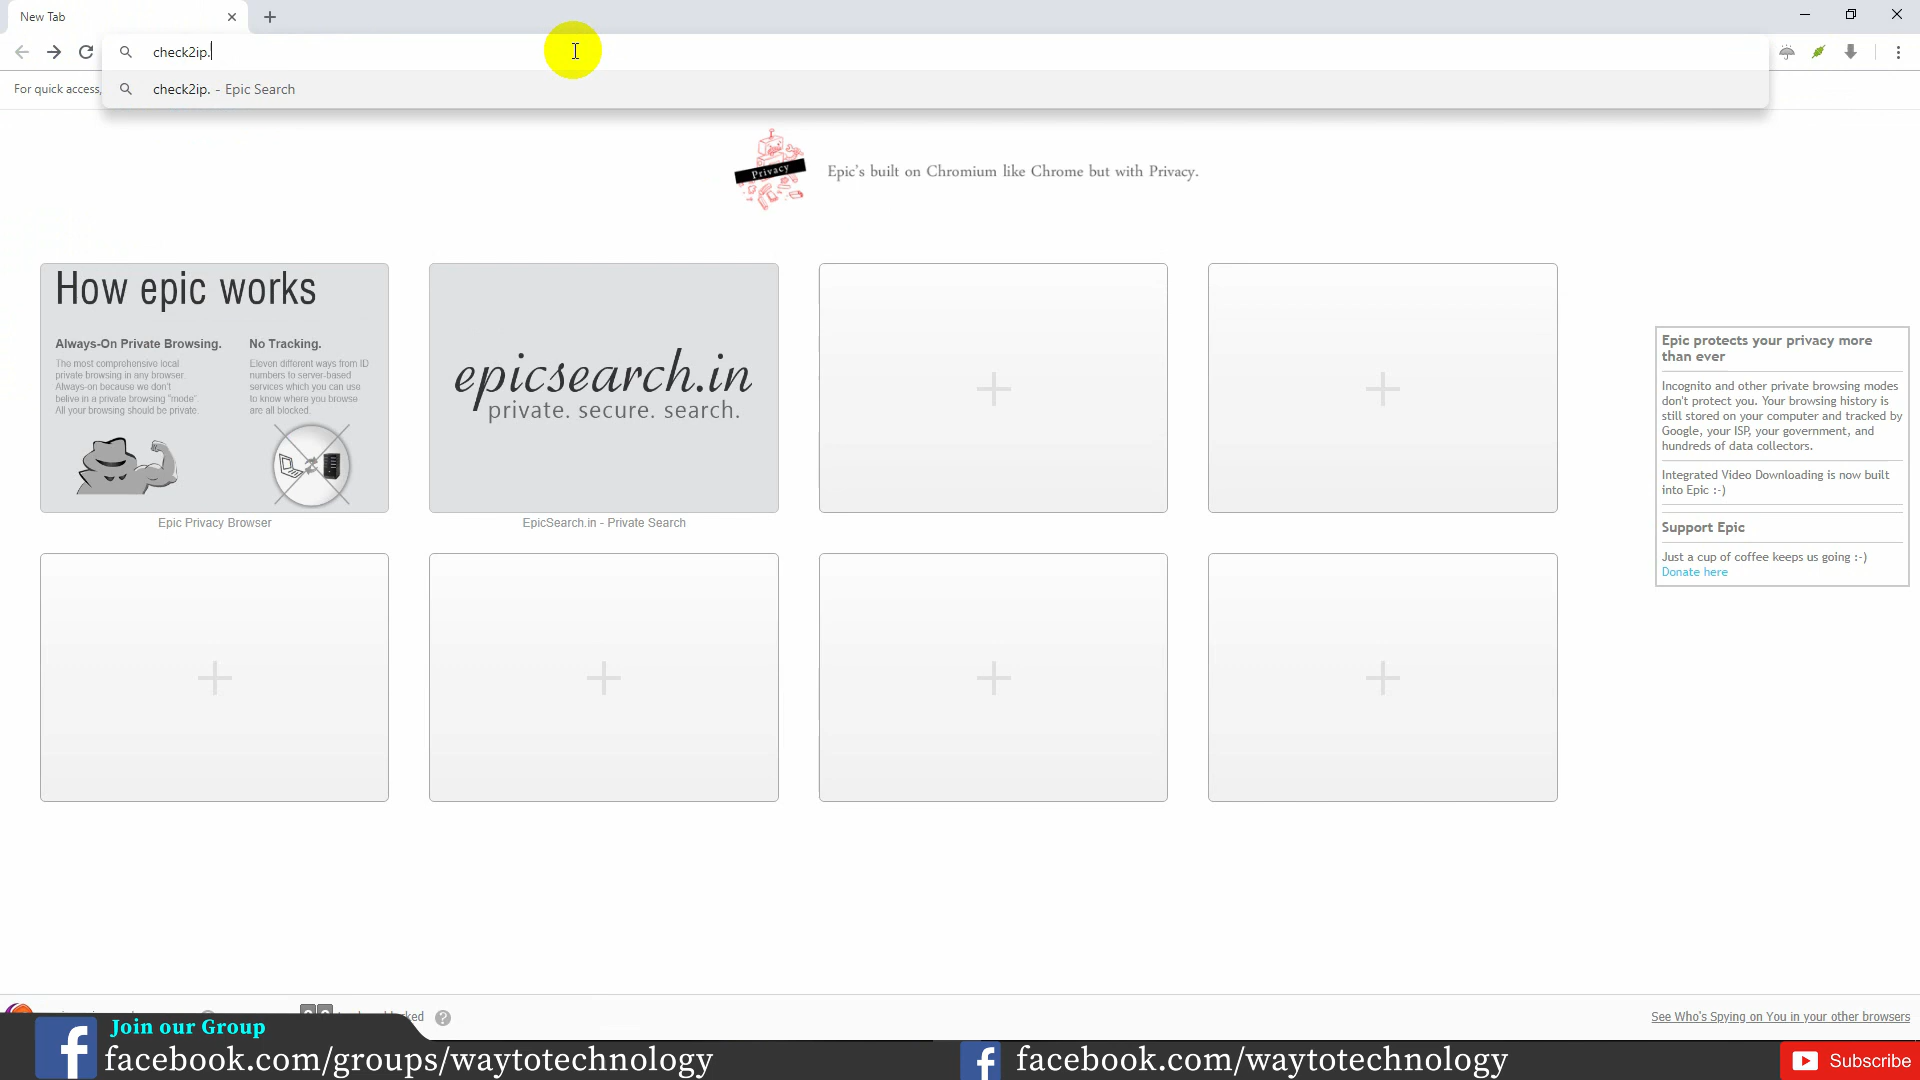 New Tab
check2ip.
check2ip. - Epic Search
For quick access,
Privacy
Epic's built on Chromium like Chrome but with Privacy.
How epic works
Always-On Private Browsing.
The most comprehensive local
private browsing in any browser.
Always-on because we don't
belive in a private browsing "mode".
All your browsing should be private.
No Tracking.
Eleven different ways from ID
numbers to server-based
services which you can use
to know where you browse
are all blocked.
Epic Privacy Browser
epicsearch.in
private. secure. search.
EpicSearch.in - Private Search
Epic protects your privacy more
than ever
Incognito and other private browsing modes
don't protect you. Your browsing history is
still stored on your computer and tracked by
Google, your ISP, your government, and
hundreds of data collectors.
Integrated Video Downloading is now built
into Epic :-)
Support Epic
Just a cup of coffee keeps us going :-)
Donate here
See Who's Spying on You in your other browsers
Join our Group
facebook.com/groups/waytotechnology
facebook.com/waytotechnology
Subscribe